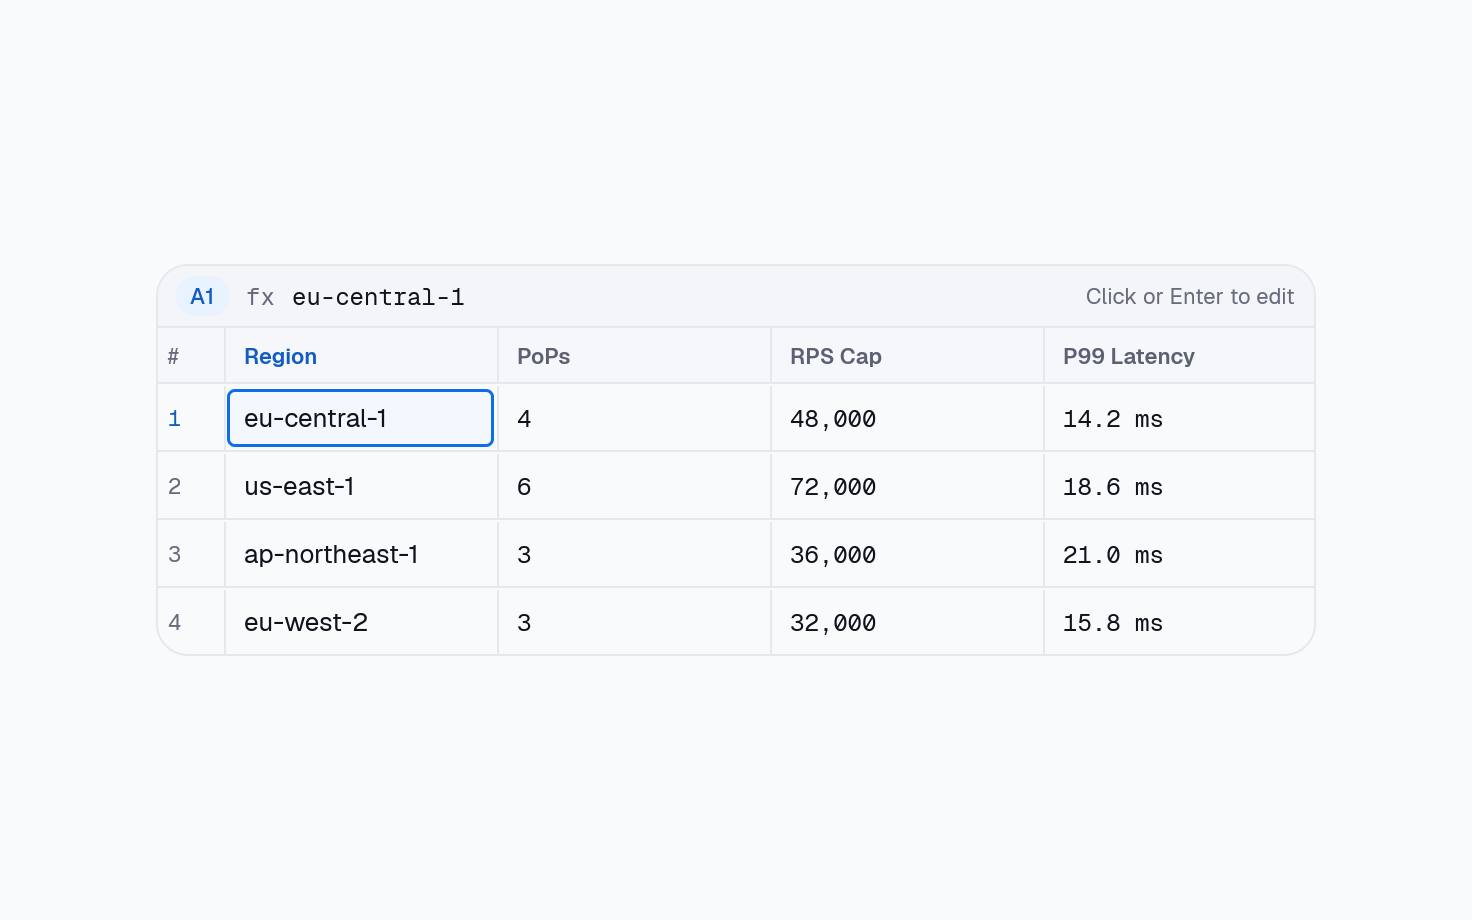 A1 fx eu-central-1 Click or Enter to edit
# Region PoPs RPS Cap P99 Latency
1 eu-central-1 4 48,000 14.2 ms
2 us-east-1 6 72,000 18.6 ms
3 ap-northeast-1 3 36,000 21.0 ms
4 eu-west-2 3 32,000 15.8 ms